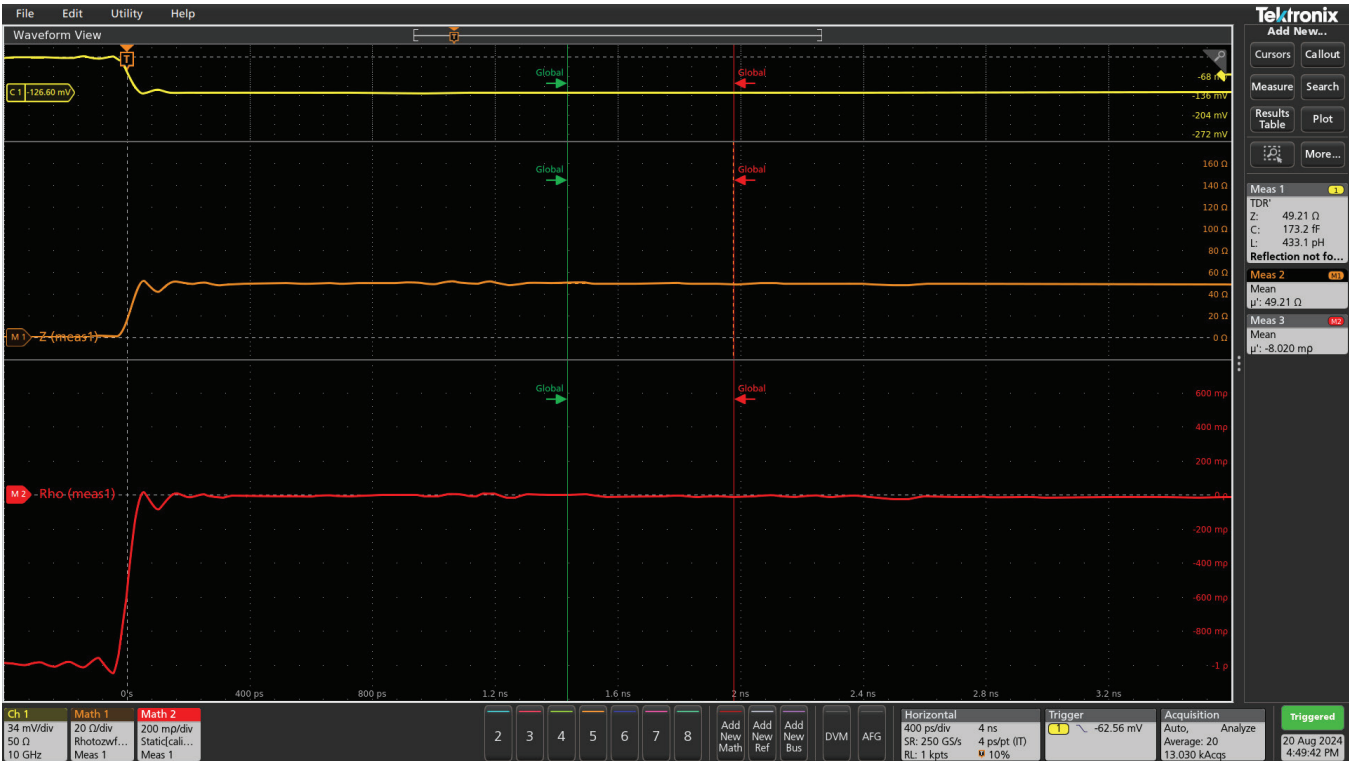 File Edit Utility Help
Tektronix
Waveform View
Add New...
T
T
Cursors Callout
Global Global
C 1 -126.60 mV
-136 mV
Measure Search
-204 mV
Results Table Plot
-272 mV
More...
160 Ω
Global Global
140 Ω
120 Ω
100 Ω
80 Ω
60 Ω
40 Ω
20 Ω
0 Ω
M 1 Z (meas1)
Meas 1 1
TDR'
Z: 49.21 Ω
C: 173.2 fF
L: 433.1 pH
Reflection not fo...
Meas 2 M1
Mean
µ': 49.21 Ω
Meas 3 M2
Mean
µ': -8.020 mρ
Global Global
600 mρ
400 mρ
200 mρ
M 2 Rho (meas1)
0 ρ
-200 mρ
-400 mρ
-600 mρ
-800 mρ
-1 ρ
0 s 400 ps 800 ps 1.2 ns 1.6 ns 2 ns 2.4 ns 2.8 ns 3.2 ns
Ch 1
34 mV/div
50 Ω
10 GHz
Math 1
20 Ω/div
Rhotozwf...
Meas 1
Math 2
200 mρ/div
Static[cali...
Meas 1
2 3 4 5 6 7 8
Add New Math
Add New Ref
Add New Bus
DVM AFG
Horizontal
400 ps/div 4 ns
SR: 250 GS/s 4 ps/pt (IT)
RL: 1 kpts 10%
Trigger
1 -62.56 mV
Acquisition
Auto, Analyze
Average: 20
13.030 kAcqs
Triggered
20 Aug 2024
4:49:42 PM